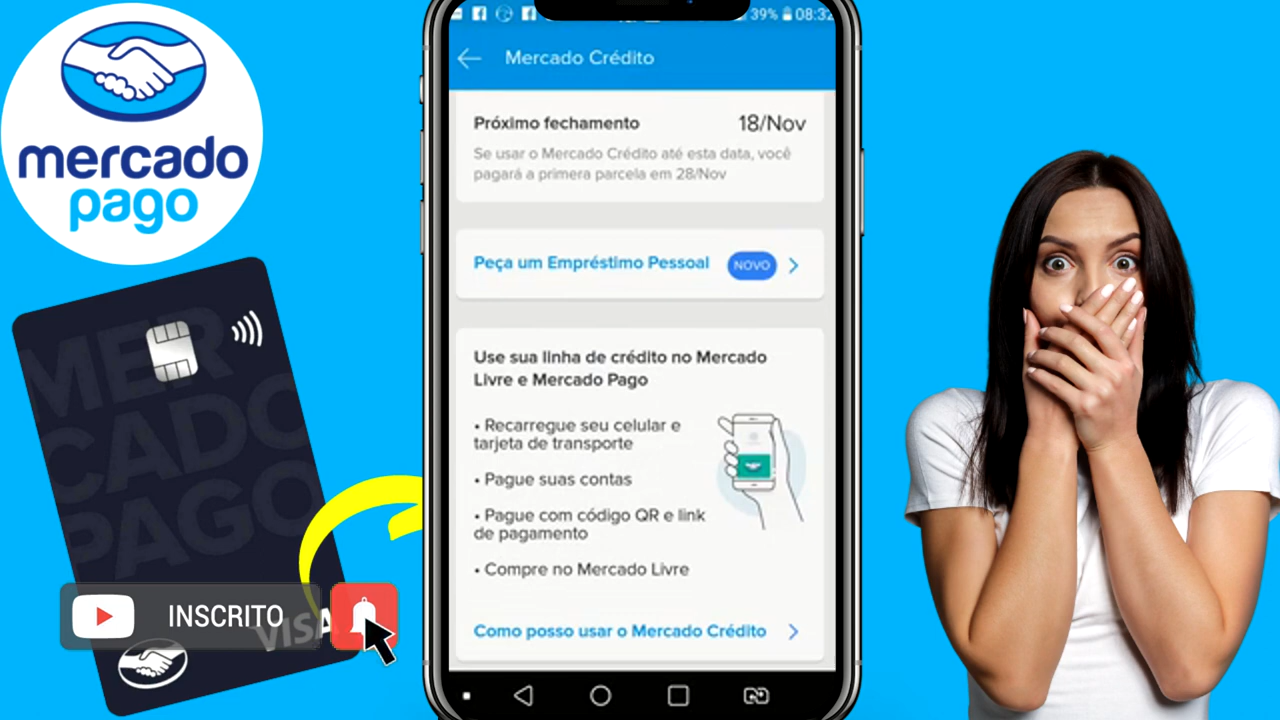 mercado
pago
MER
CADO
PAGO
INSCRITO
VISA
39% 08:32
Mercado Crédito
Próximo fechamento 18/Nov
Se usar o Mercado Crédito até esta data, você
pagará a primeira parcela em 28/Nov
Peça um Empréstimo Pessoal NOVO
Use sua linha de crédito no Mercado
Livre e Mercado Pago
• Recarregue seu celular e
tarjeta de transporte
• Pague suas contas
• Pague com código QR e link
de pagamento
• Compre no Mercado Livre
Como posso usar o Mercado Crédito